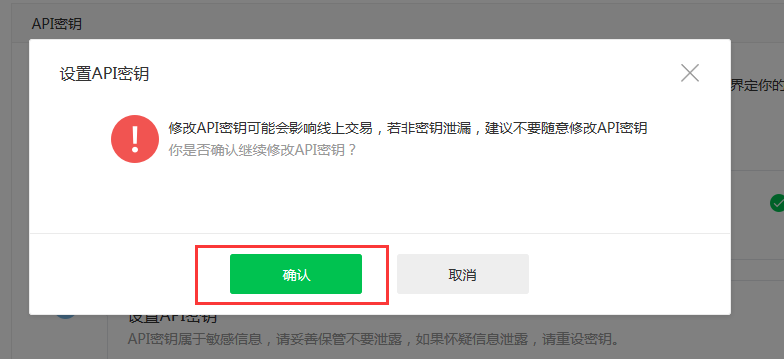 API密钥
设置API密钥
界定你的
修改API密钥可能会影响线上交易，若非密钥泄漏，建议不要随意修改API密钥
你是否确认继续修改API密钥？
确认
取消
设置API密钥
API密钥属于敏感信息，请妥善保管不要泄露，如果怀疑信息泄露，请重设密钥。